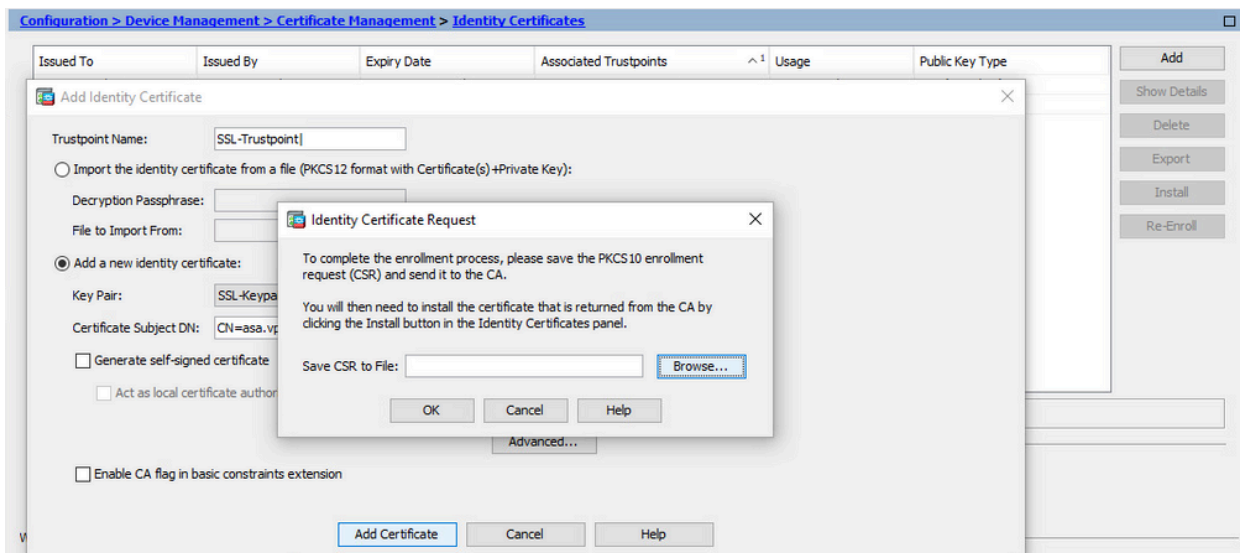 Configuration > Device Management > Certificate Management > Identity Certificates
Issued To Issued By Expiry Date Associated Trustpoints 1 Usage Public Key Type
Add
Show Details
Delete
Export
Install
Re-Enroll
Add Identity Certificate
Trustpoint Name: SSL-Trustpoint
Import the identity certificate from a file (PKCS12 format with Certificate(s)+Private Key):
Decryption Passphrase:
File to Import From:
Add a new identity certificate:
Key Pair: SSL-Keypa
Certificate Subject DN: CN=asa.vp
Generate self-signed certificate
Act as local certificate author
Advanced...
Enable CA flag in basic constraints extension
Add Certificate Cancel Help
Identity Certificate Request
To complete the enrollment process, please save the PKCS10 enrollment
request (CSR) and send it to the CA.
You will then need to install the certificate that is returned from the CA by
clicking the Install button in the Identity Certificates panel.
Save CSR to File: Browse...
OK Cancel Help